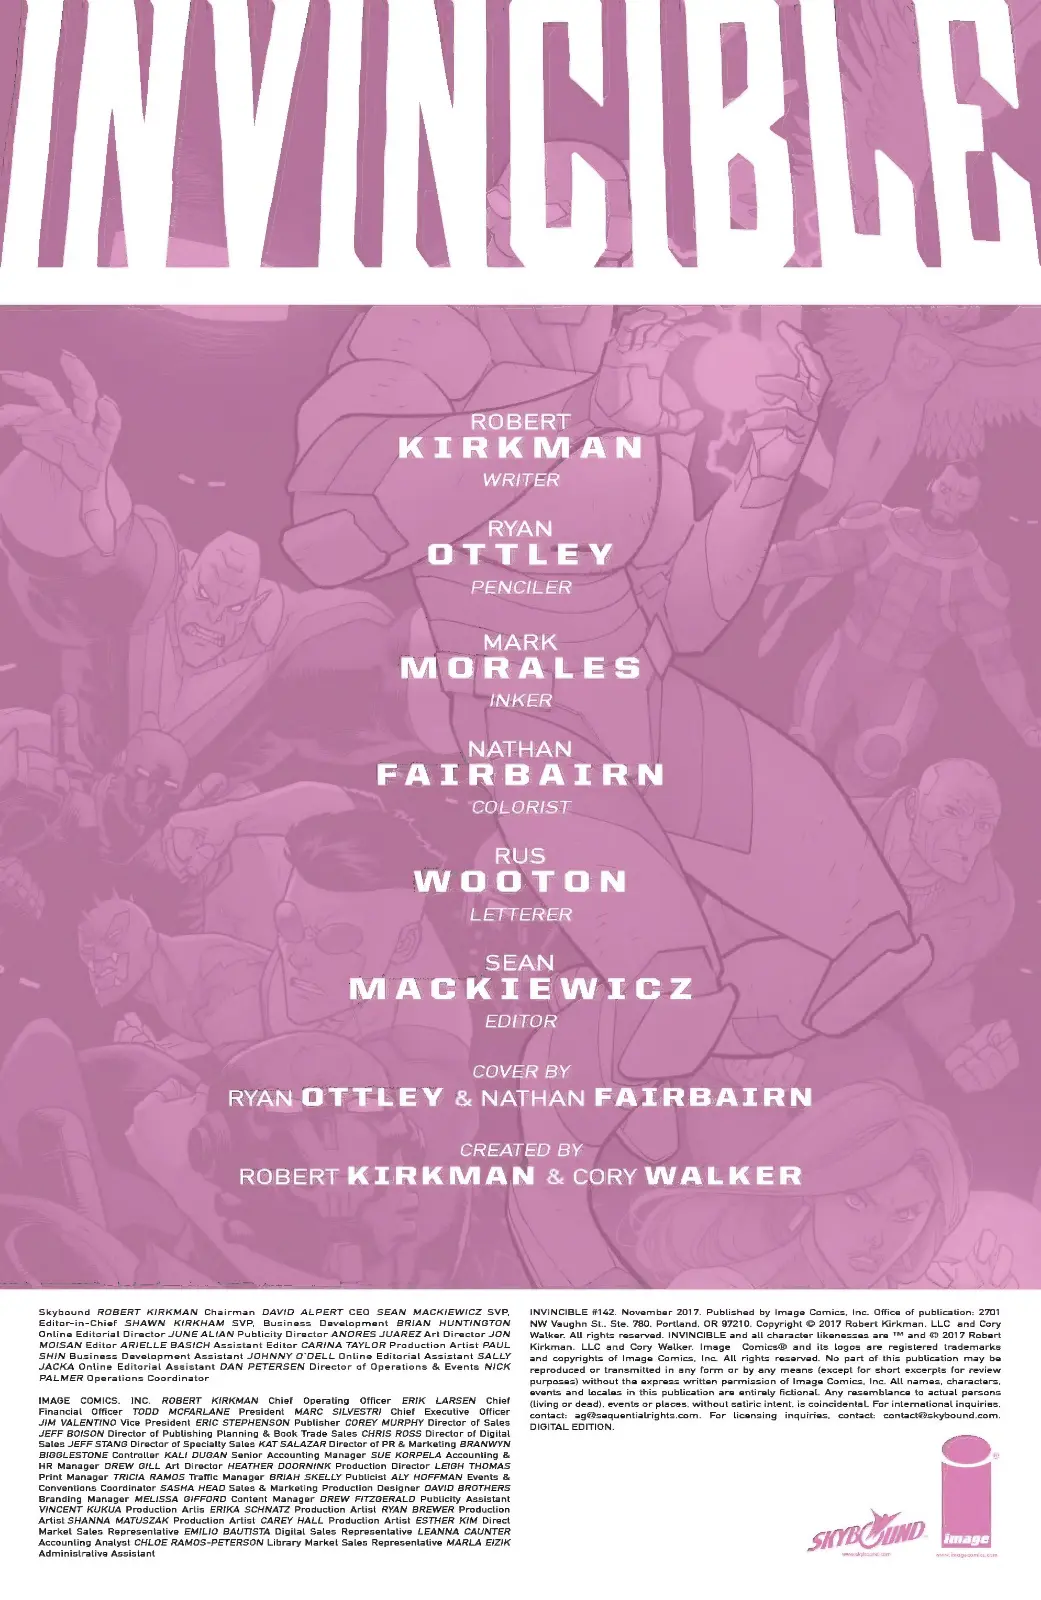 INVINCIBLE
ROBERT
KIRKMAN
WRITER
RYAN
OTTLEY
PENCILER
MARK
MORALES
INKER
NATHAN
FAIRBAIRN
COLORIST
RUS
WOOTON
LETTERER
SEAN
MACKIEWICZ
EDITOR
COVER BY
RYAN OTTLEY & NATHAN FAIRBAIRN
CREATED BY
ROBERT KIRKMAN & CORY WALKER
Skybound ROBERT KIRKMAN Chairman DAVID ALPERT CEO SEAN MACKIEWICZ SVP,
Editor-in-Chief SHAWN KIRKHAM SVP, Business Development BRIAN HUNTINGTON
Online Editorial Director JUNE ALIAN Publicity Director ANDRES JUAREZ Art Director JON
MOISAN Editor ARIELLE BASICH Assistant Editor CARINA TAYLOR Production Artist PAUL
SHIN Business Development Assistant JOHNNY O'DELL Online Editorial Assistant SALLY
JACKA Online Editorial Assistant DAN PETERSEN Director of Operations & Events NICK
PALMER Operations Coordinator
IMAGE COMICS, INC. ROBERT KIRKMAN Chief Operating Officer ERIK LARSEN Chief
Financial Officer TODD MCFARLANE President MARC SILVESTRI Chief Executive Officer
JIM VALENTINO Vice President ERIC STEPHENSON Publisher COREY MURPHY Director of Sales
JEFF BOISON Director of Publishing Planning & Book Trade Sales CHRIS ROSS Director of Digital
Sales JEFF STANG Director of Specialty Sales KAT SALAZAR Director of PR & Marketing BRANWYN
BIGGLESTONE Controller KALI DUGAN Senior Accounting Manager SUE KORPELA Accounting &
HR Manager DREW GILL Art Director HEATHER DOORNINK Production Director LEIGH THOMAS
Print Manager TRICIA RAMOS Traffic Manager BRIAH SKELLY Publicist ALY HOFFMAN Events &
Conventions Coordinator SASHA HEAD Sales & Marketing Production Designer DAVID BROTHERS
Branding Manager MELISSA GIFFORD Content Manager DREW FITZGERALD Publicity Assistant
VINCENT KUKUA Production Artis ERIKA SCHNATZ Production Artist RYAN BREWER Production
Artist SHANNA MATUSZAK Production Artist CAREY HALL Production Artist ESTHER KIM Direct
Market Sales Representative EMILIO BAUTISTA Digital Sales Representative LEANNA CAUNTER
Accounting Analyst CHLOE RAMOS-PETERSON Library Market Sales Representative MARLA EIZIK
Administrative Assistant
INVINCIBLE #142. November 2017. Published by Image Comics, Inc. Office of publication: 2701
NW Vaughn St., Ste. 780, Portland, OR 97210. Copyright © 2017 Robert Kirkman, LLC and Cory
Walker. All rights reserved. INVINCIBLE and all character likenesses are ™ and © 2017 Robert
Kirkman, LLC and Cory Walker. Image Comics® and its logos are registered trademarks
and copyrights of Image Comics, Inc. All rights reserved. No part of this publication may be
reproduced or transmitted in any form or by any means (except for short excerpts for review
purposes) without the express written permission of Image Comics, Inc. All names, characters,
events and locales in this publication are entirely fictional. Any resemblance to actual persons
(living or dead), events or places, without satiric intent, is coincidental. For international inquiries,
contact: ag@sequentialrights.com. For licensing inquiries, contact: contact@skybound.com.
DIGITAL EDITION.
SKYBOUND
www.skybound.com
image
www.imagecomics.com